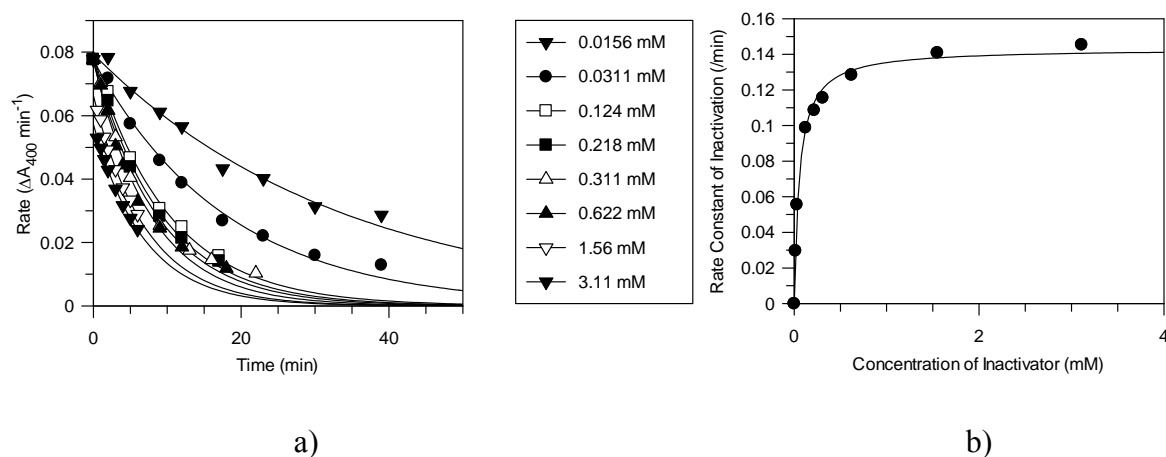 Rate (ΔA400 min-1)
0.08
0.06
0.04
0.02
0
0
20
40
Time (min)
0.0156 mM
0.0311 mM
0.124 mM
0.218 mM
0.311 mM
0.622 mM
1.56 mM
3.11 mM
Rate Constant of Inactivation (/min)
0.16
0.14
0.12
0.1
0.08
0.06
0.04
0.02
0
0
2
4
Concentration of Inactivator (mM)
a)
b)